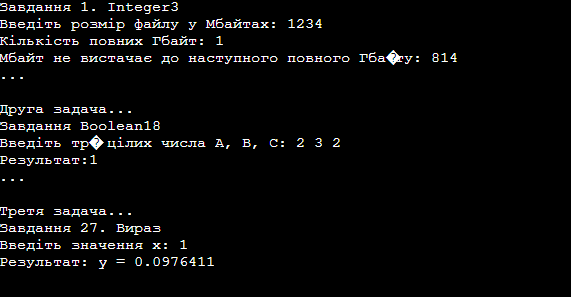 Завдання 1. Integer3
Введіть розмір файлу у Мбайтах: 1234
Кількість повних Гбайт: 1
Мбайт не вистачає до наступного повного Гба�ту: 814
...
Друга задача...
Завдання Boolean18
Введіть тр� цілих числа A, B, C: 2 3 2
Результат:1
...
Третя задача...
Завдання 27. Вираз
Введіть значення x: 1
Результат: y = 0.0976411